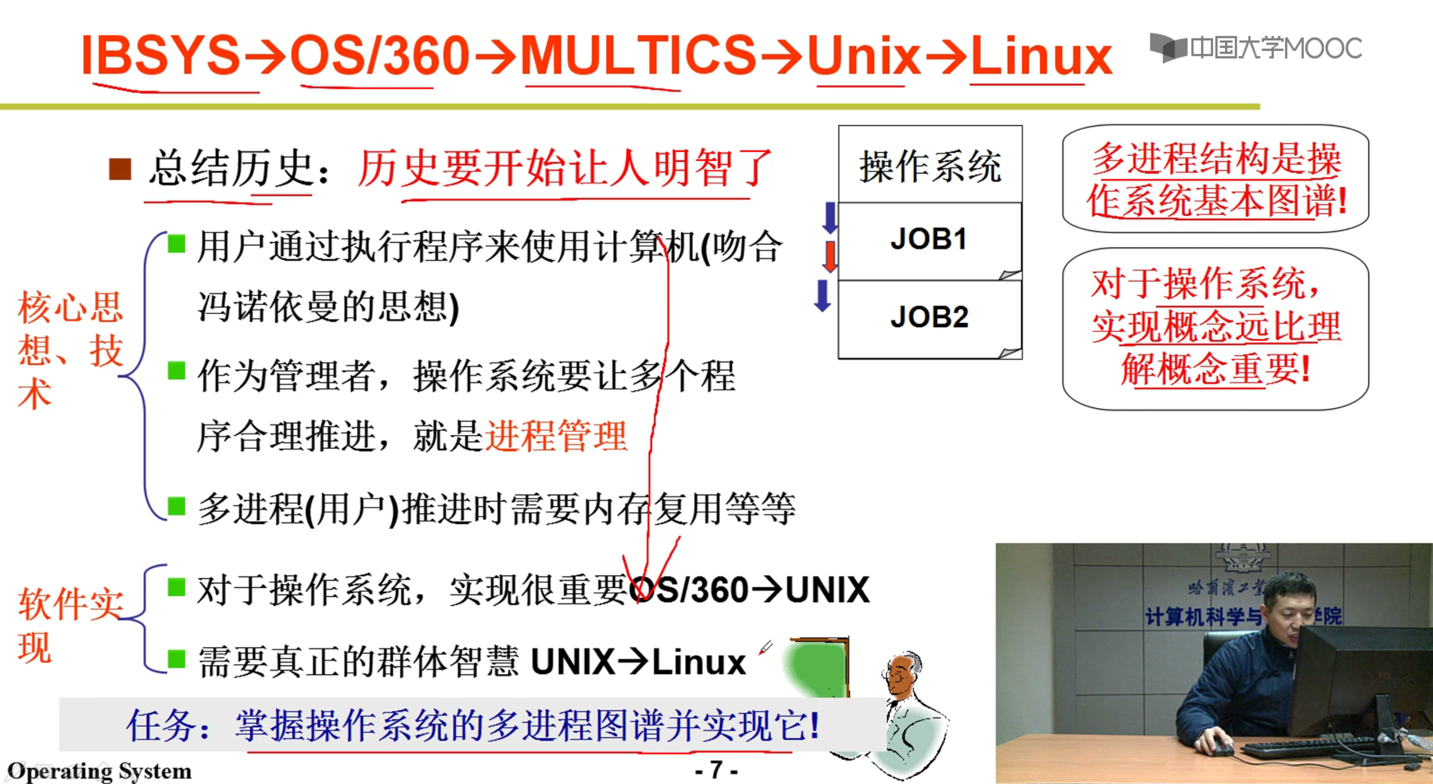 IBSYS→OS/360→MULTICS→Unix→Linux
中国大学MOOC
总结历史：历史要开始让人明智了
核心思
想、技
术
用户通过执行程序来使用计算机(吻合
冯诺依曼的思想)
作为管理者，操作系统要让多个程
序合理推进，就是进程管理
多进程(用户)推进时需要内存复用等等
操作系统
JOB1
JOB2
多进程结构是操
作系统基本图谱!
对于操作系统，
实现概念远比理
解概念重要!
软件实
现
对于操作系统，实现很重要OS/360→UNIX
需要真正的群体智慧 UNIX→Linux
任务：掌握操作系统的多进程图谱并实现它!
哈尔滨工业
计算机科学与
学院
Operating System
- 7 -